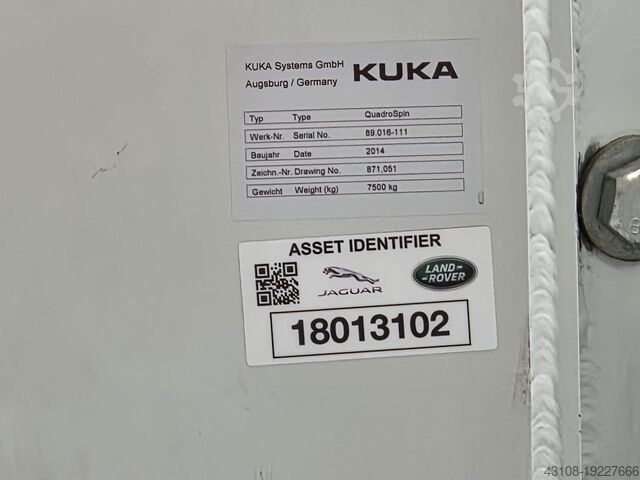 KUKA Systems GmbH
Augsburg / Germany
KUKA
Typ Type QuadroSpin
Werk-Nr. Serial No. 89.016-111
Baujahr Date 2014
Zeichn.-Nr. Drawing No. 871,051
Gewicht Weight (kg) 7500 kg
ASSET IDENTIFIER
JAGUAR
LAND-
ROVER
18013102
8
43108-19227666